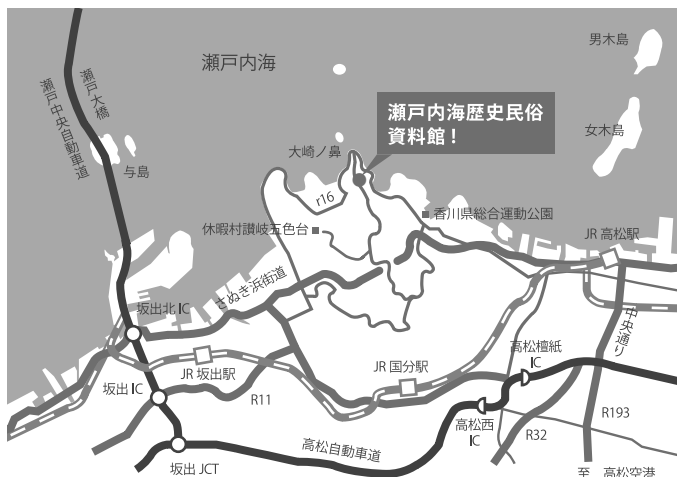 男木島
瀬戸内海
瀬戸大橋
瀬戸中央自動車道
瀬戸内海歴史民俗
資料館！
女木島
大崎ノ鼻
与島
r16
香川県総合運動公園
休暇村讃岐五色台
JR 高松駅
さぬき浜街道
坂出北 IC
中央通り
高松檀紙
IC
JR 国分駅
JR 坂出駅
坂出 IC
R11
R193
高松西
IC
R32
高松自動車道
坂出 JCT
至　高松空港